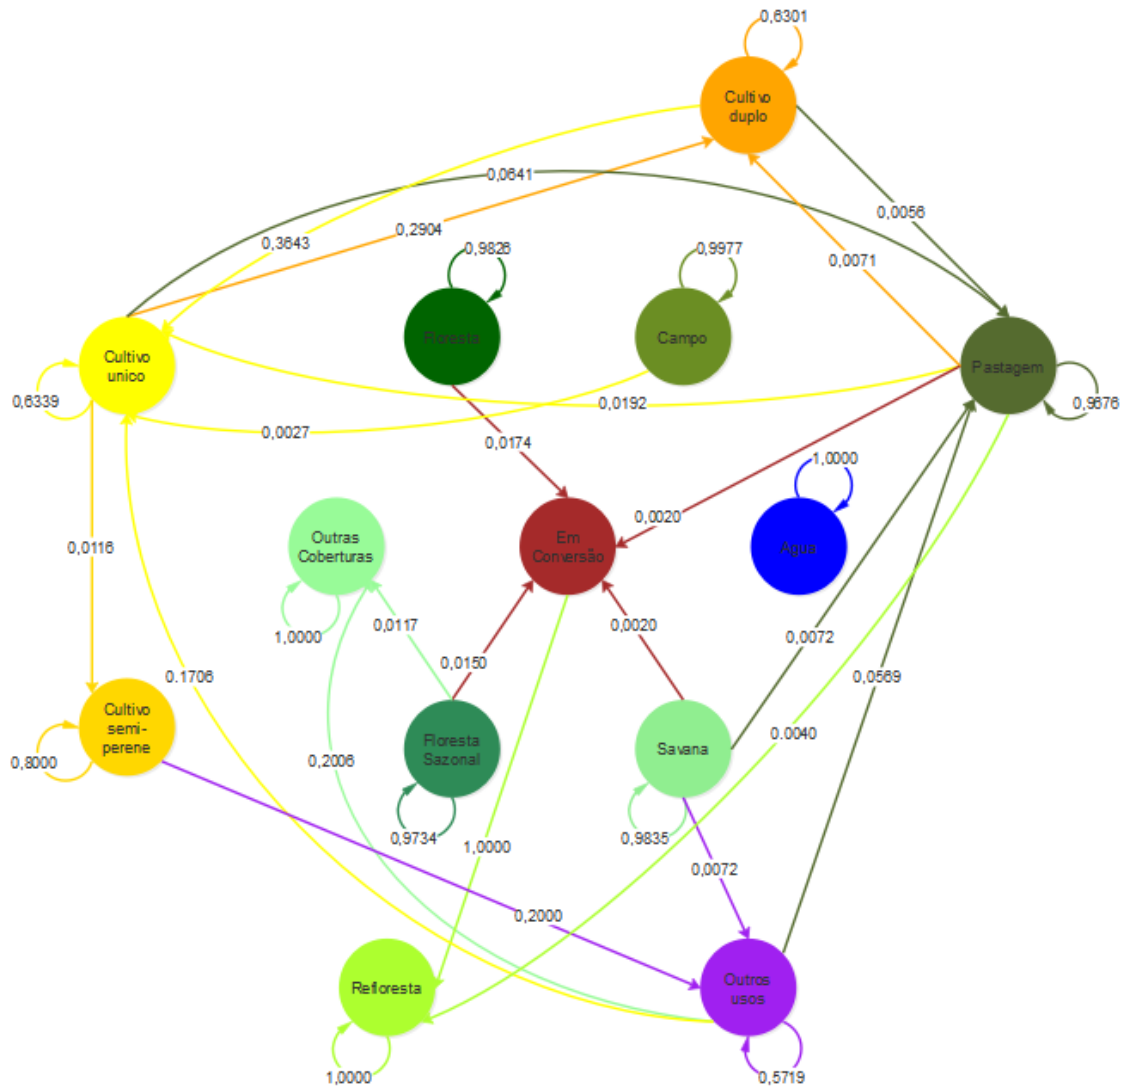 0,6301
Cultivo
duplo
0,0641
0,0056
0,2904
0,3643
0,9826
0,9977
0,0071
Floresta
Campo
Cultivo
unico
Pastagem
0,6339
0,0192
0,9676
0,0027
0,0174
1,0000
0,0020
Outras
Coberturas
Em
Conversão
Agua
0,0116
1,0000
0,0117
0,0020
0,0072
0,0150
0.1706
0,0569
Cultivo
semi-
perene
Floresta
Sazonal
Savana
0.0040
0,8000
0,2006
0,9734
0,9835
1,0000
0,0072
0,2000
Refloresta
Outros
usos
1,0000
0,5719